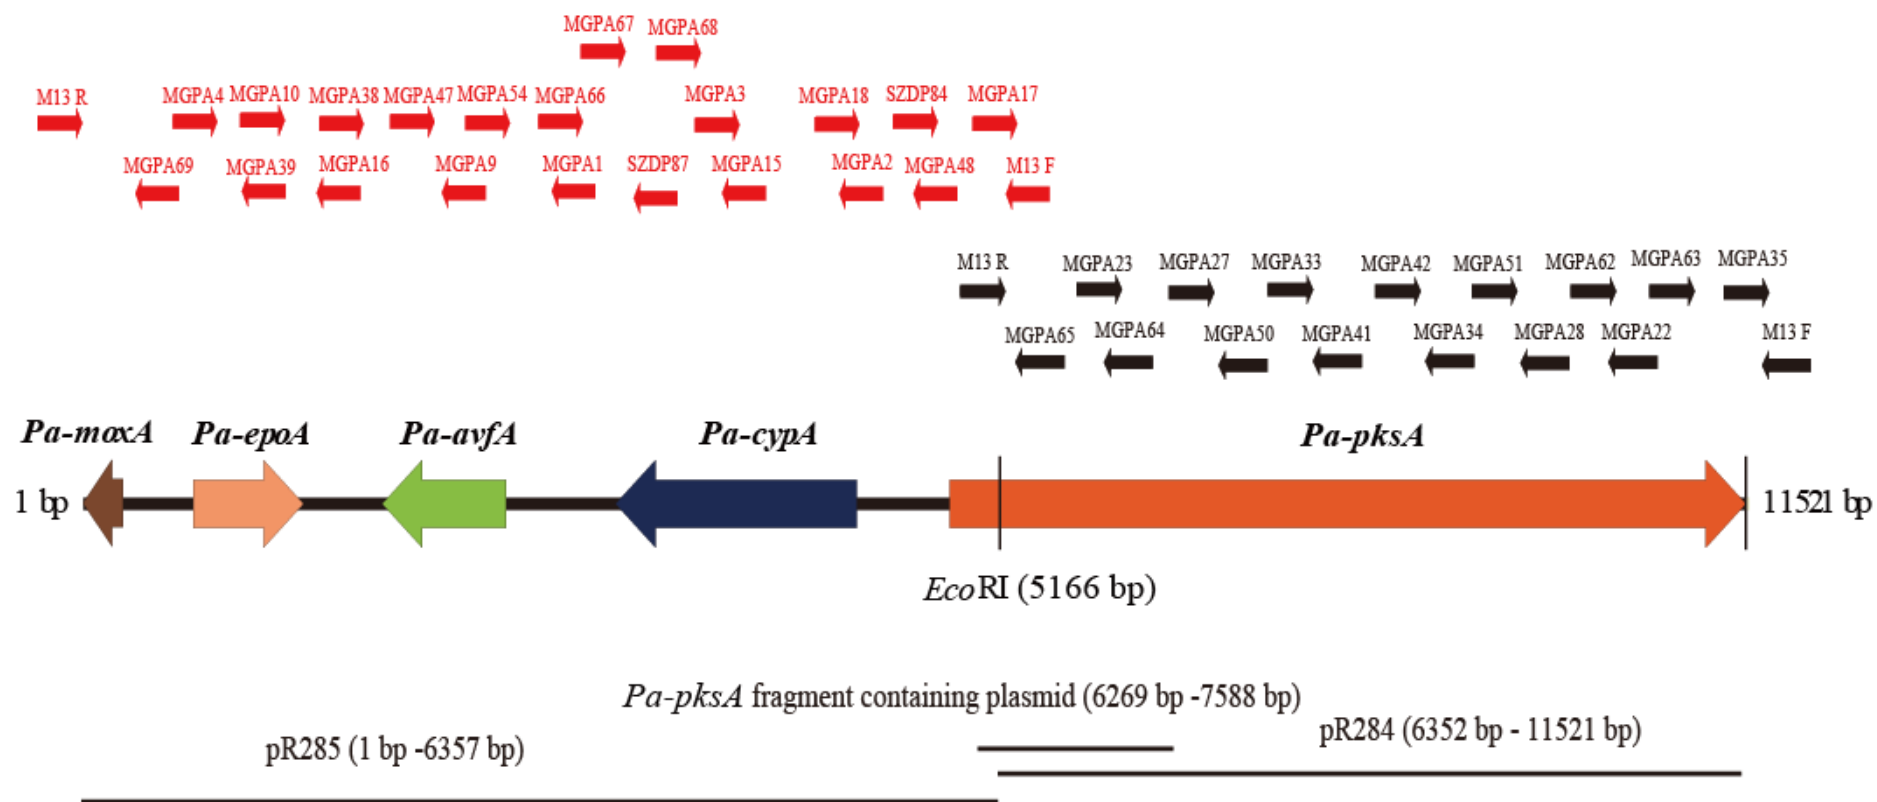 MGPA67 MGPA68
M13 R MGPA4 MGPA10 MGPA38 MGPA47 MGPA54 MGPA66 MGPA3 MGPA18 SZDP84 MGPA17
MGPA69 MGPA39 MGPA16 MGPA9 MGPA1 SZDP87 MGPA15 MGPA2 MGPA48 M13 F
M13 R MGPA23 MGPA27 MGPA33 MGPA42 MGPA51 MGPA62 MGPA63 MGPA35
MGPA65 MGPA64 MGPA50 MGPA41 MGPA34 MGPA28 MGPA22 M13 F
Pa-moxA Pa-epoA Pa-avfA Pa-cypA Pa-pksA
1 bp 11521 bp
EcoRI (5166 bp)
Pa-pksA fragment containing plasmid (6269 bp -7588 bp)
pR284 (6352 bp - 11521 bp)
pR285 (1 bp -6357 bp)